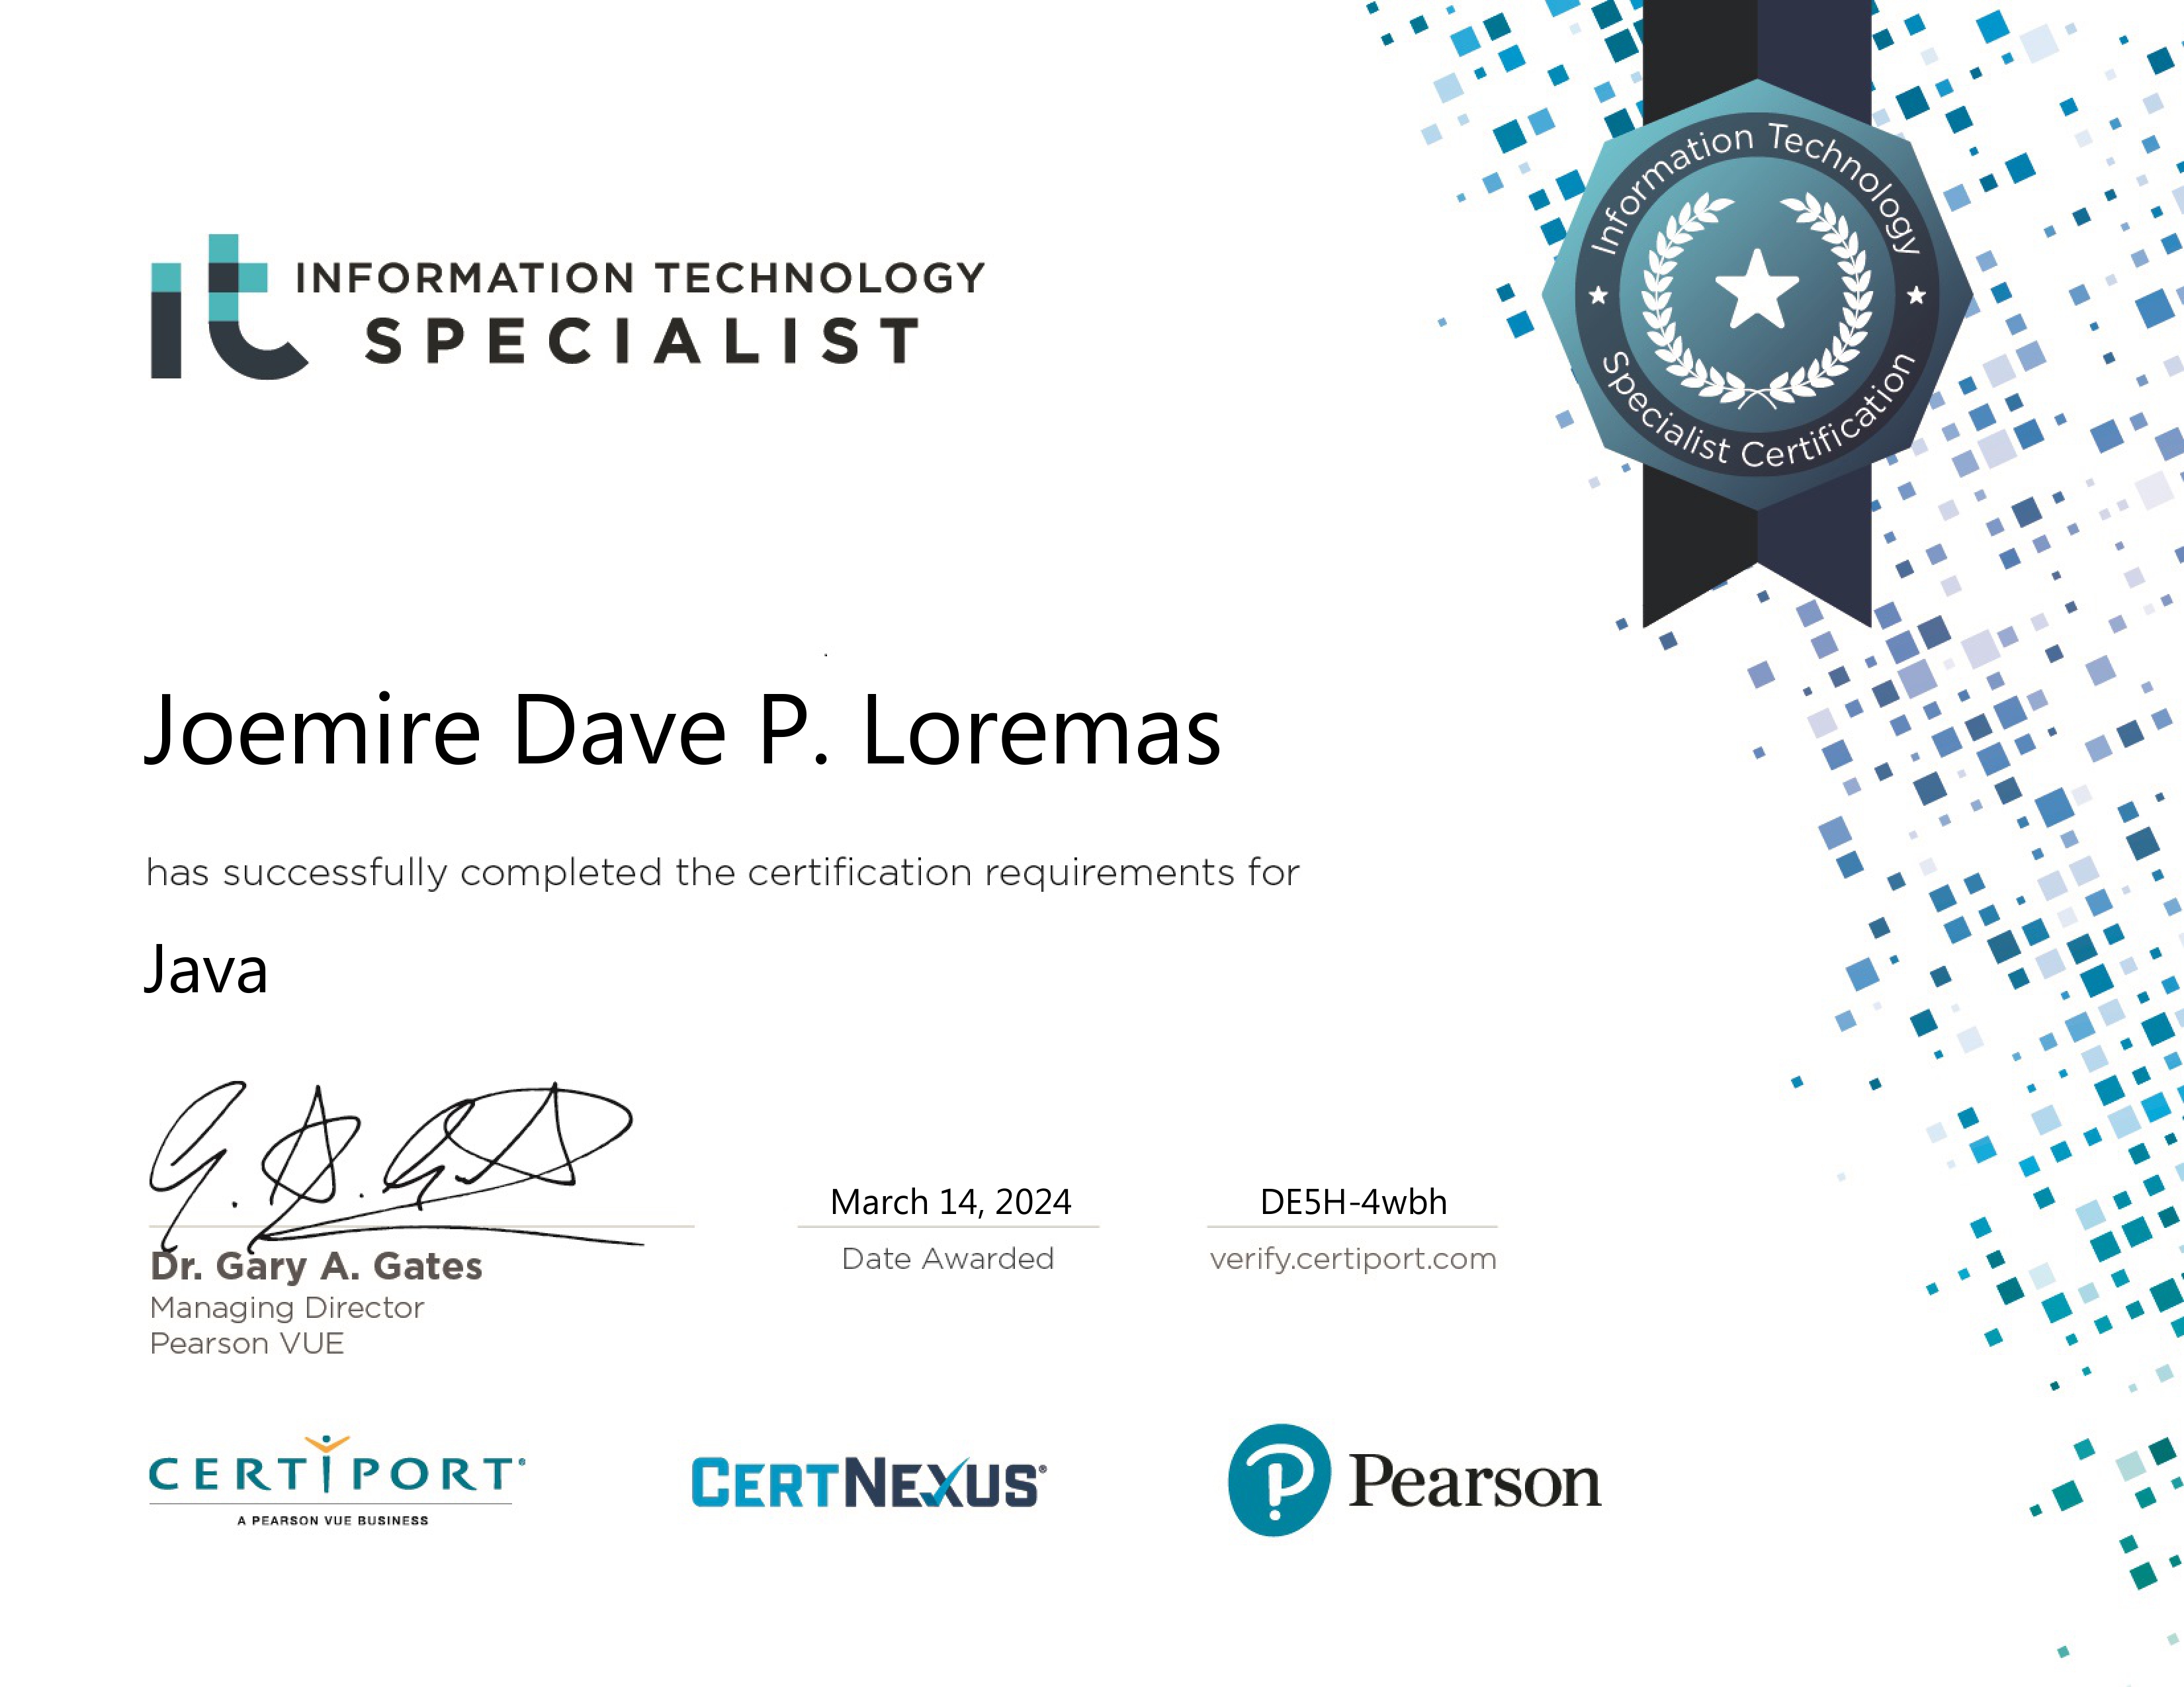 Information Technology
Specialist Certification
it INFORMATION TECHNOLOGY
SPECIALIST
Joemire Dave P. Loremas
has successfully completed the certification requirements for
Java
G. A. Gates
Dr. Gary A. Gates
Managing Director
Pearson VUE
March 14, 2024
Date Awarded
DE5H-4wbh
verify.certiport.com
CERTIPORT®
A PEARSON VUE BUSINESS
CERTNEXUS®
P Pearson